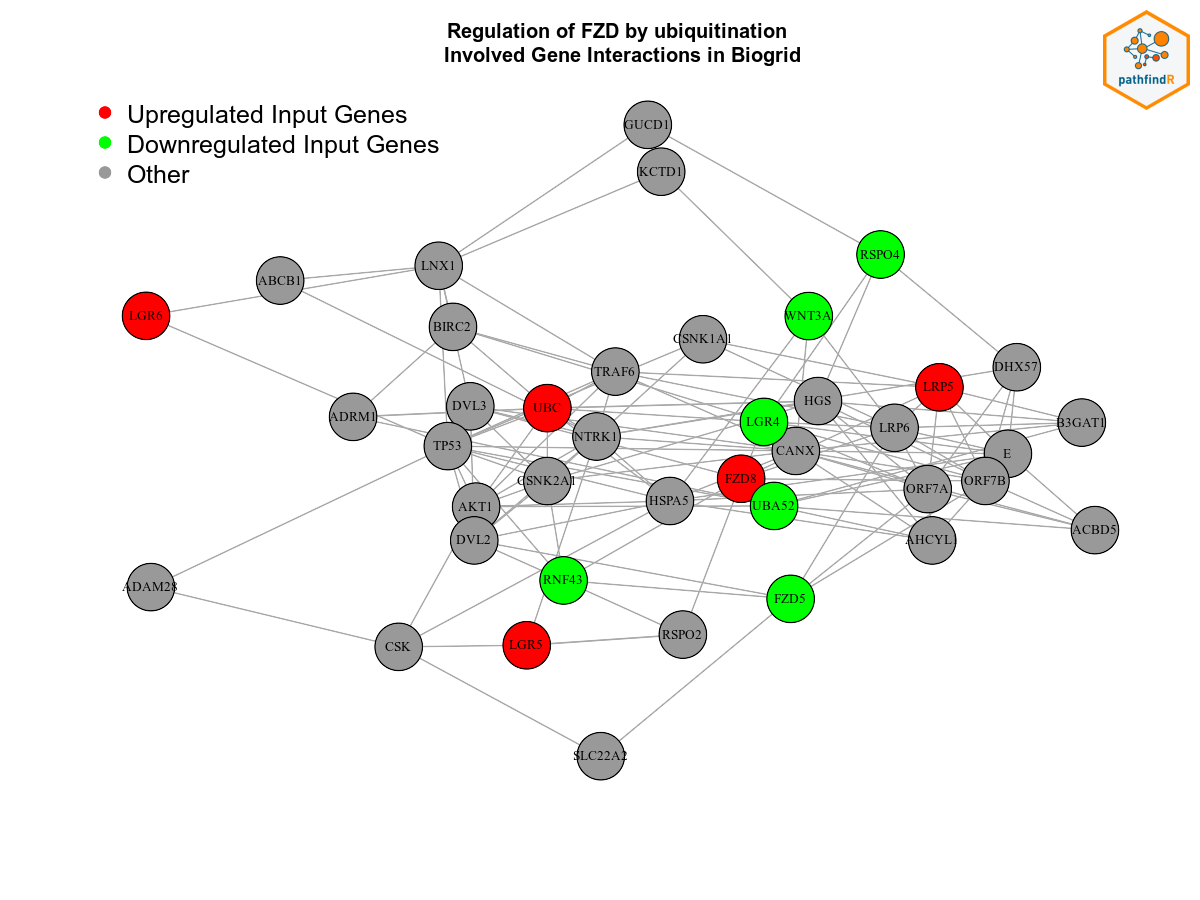 Regulation of FZD by ubiquitination
Involved Gene Interactions in Biogrid
pathfindR
Upregulated Input Genes
Downregulated Input Genes
Other
GUCD1
KCTD1
RSPO4
LNX1
ABCB1
LGR6
WNT3A
BIRC2
CSNK1A1
TRAF6
DHX57
LRP5
HGS
DVL3
UBC
ADRM1
LGR4
B3GAT1
LRP6
NTRK1
TP53
CANX
E
FZD8
CSNK2A1
ORF7B
ORF7A
HSPA5
AKT1
UBA52
ACBD5
DVL2
AHCYL1
RNF43
ADAM28
FZD5
RSPO2
LGR5
CSK
SLC22A2